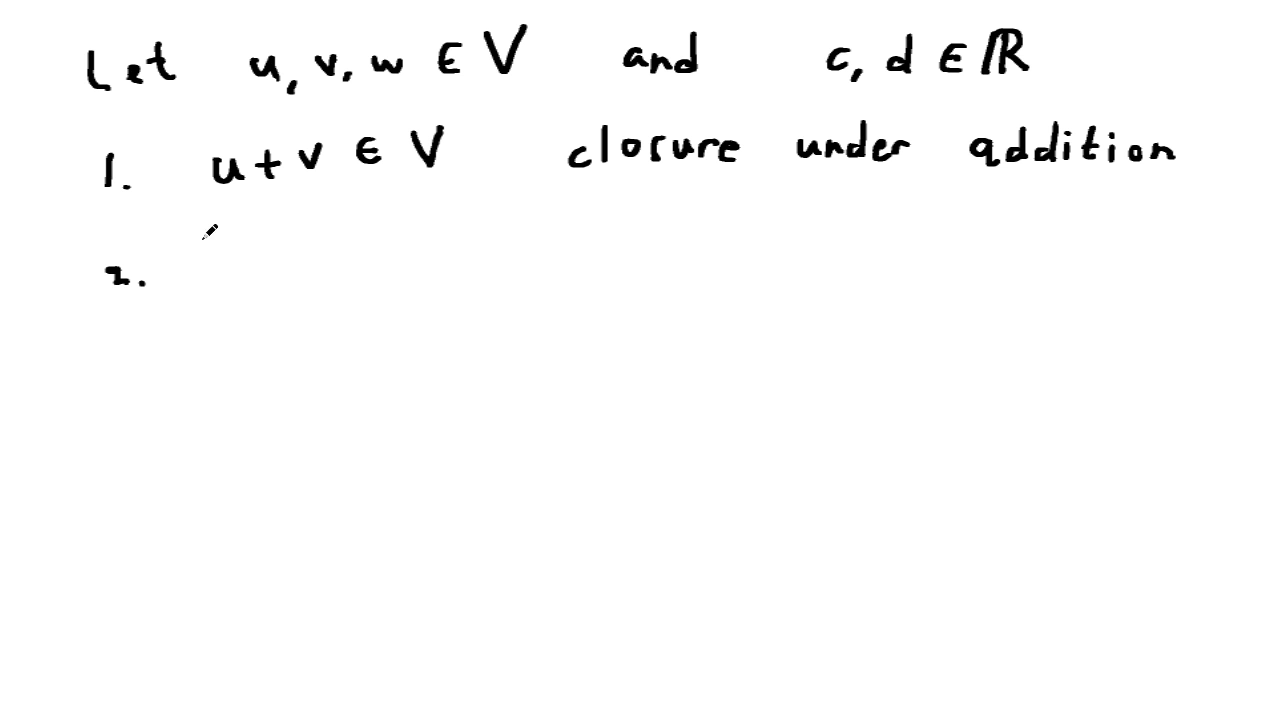 Let u, v, w ∈ V and c, d ∈ ℝ
1. u + v ∈ V closure under addition
2.